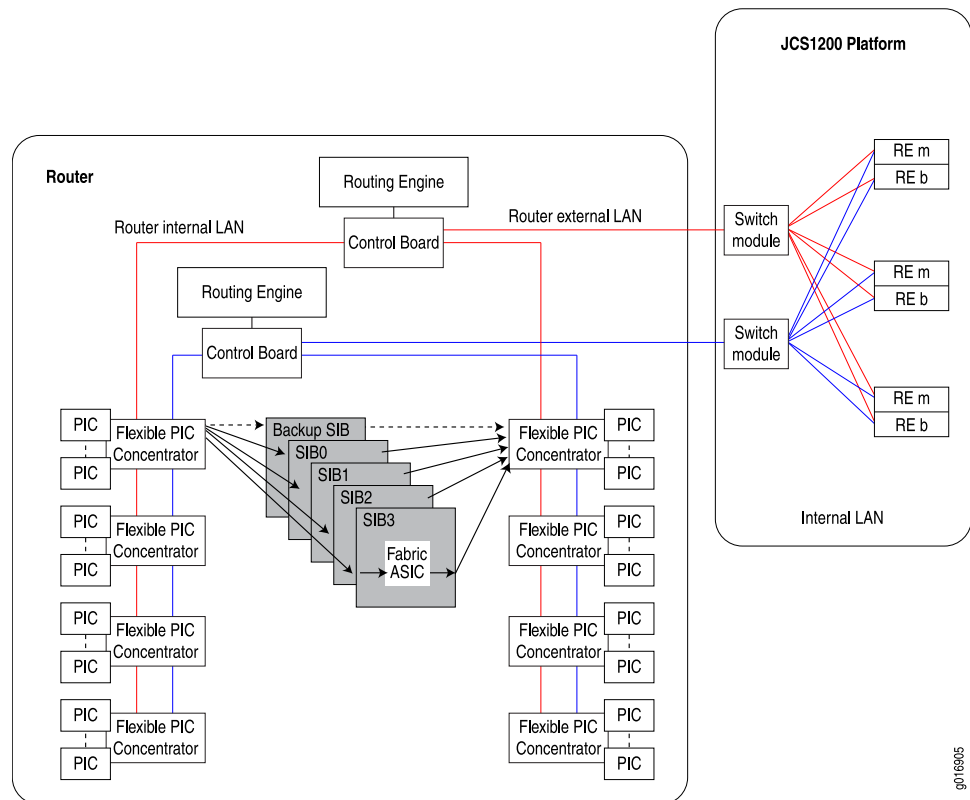 JCS1200 Platform
Router
Routing Engine
Router internal LAN
Control Board
Router external LAN
Routing Engine
Control Board
Switch
module
Switch
module
RE m
RE b
RE m
RE b
RE m
RE b
Internal LAN
PIC
PIC
Flexible PIC
Concentrator
Backup SIB
SIB0
SIB1
SIB2
SIB3
Fabric
ASIC
Flexible PIC
Concentrator
PIC
PIC
PIC
PIC
Flexible PIC
Concentrator
Flexible PIC
Concentrator
PIC
PIC
PIC
PIC
Flexible PIC
Concentrator
Flexible PIC
Concentrator
PIC
PIC
PIC
PIC
Flexible PIC
Concentrator
Flexible PIC
Concentrator
PIC
PIC
g016905